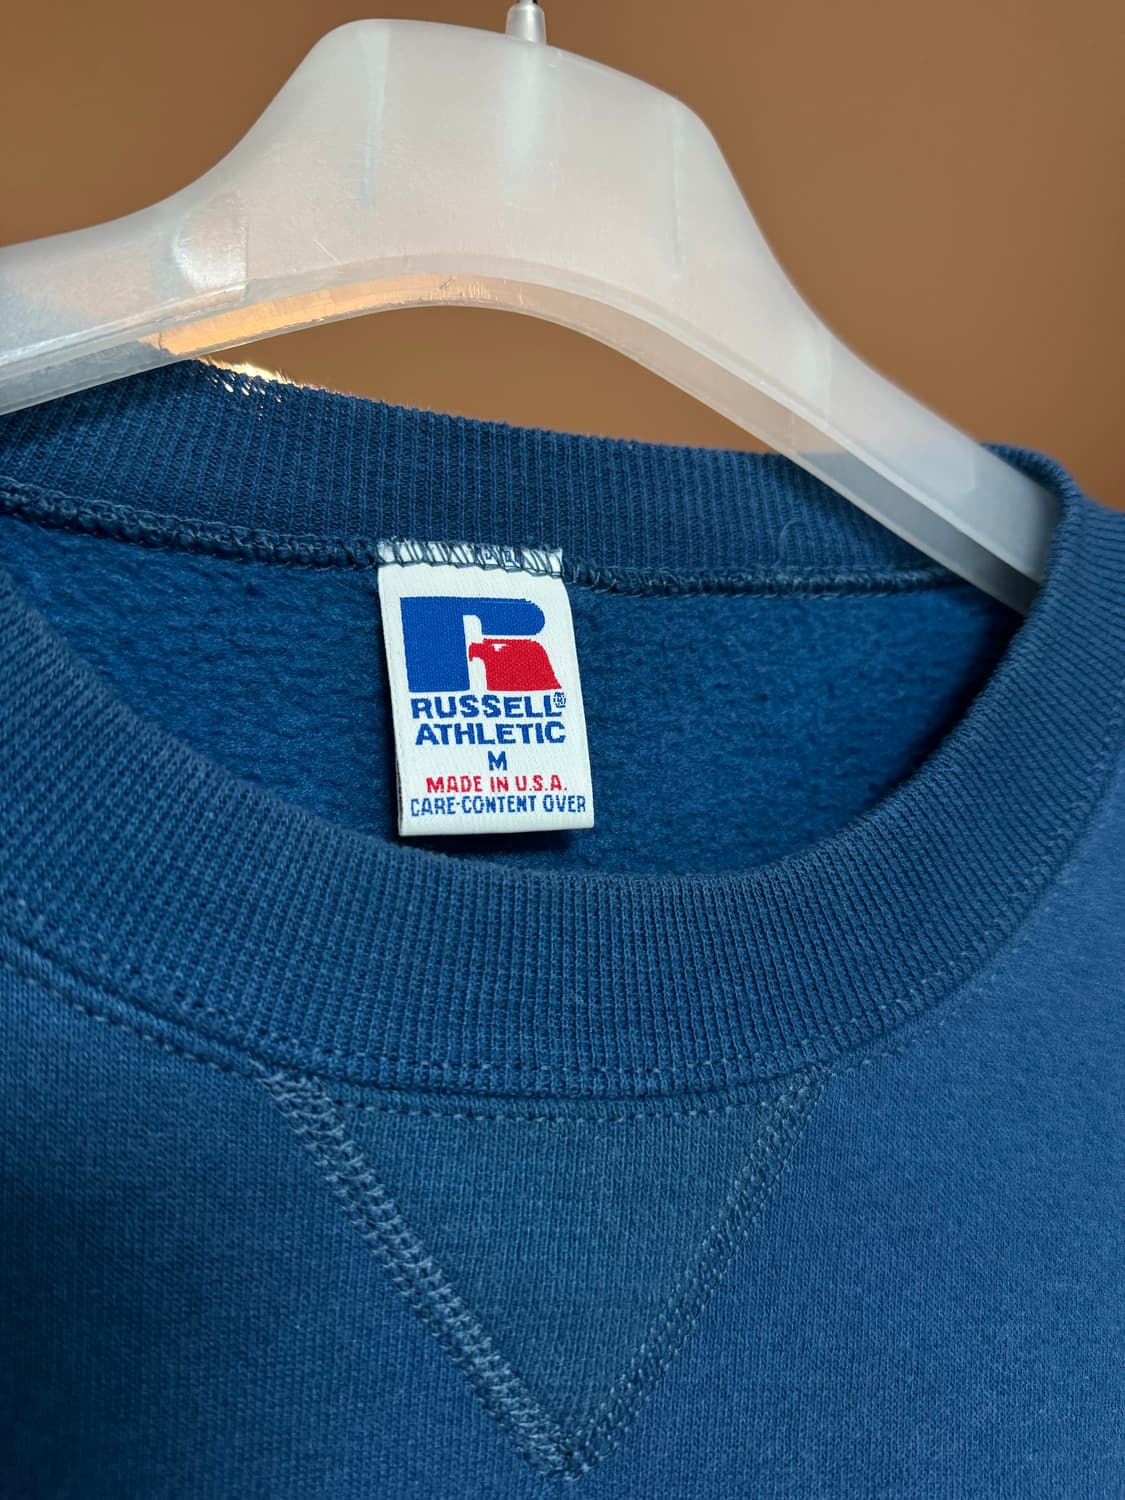 RUSSELL®
ATHLETIC
M
MADE IN U.S.A.
CARE-CONTENT OVER